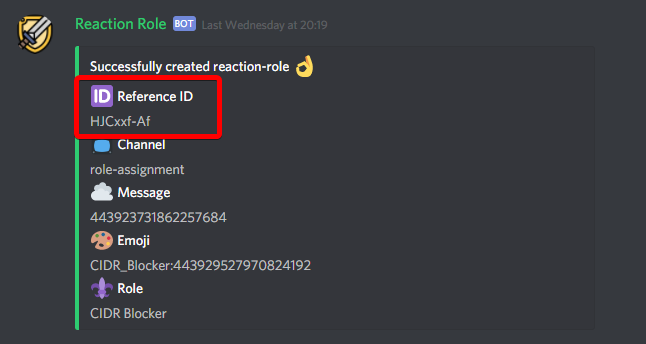 Reaction Role BOT Last Wednesday at 20:19
Successfully created reaction-role 👌
ID Reference ID
HJCxxf-Af
Channel
role-assignment
Message
443923731862257684
Emoji
CIDR_Blocker:443929527970824192
Role
CIDR Blocker